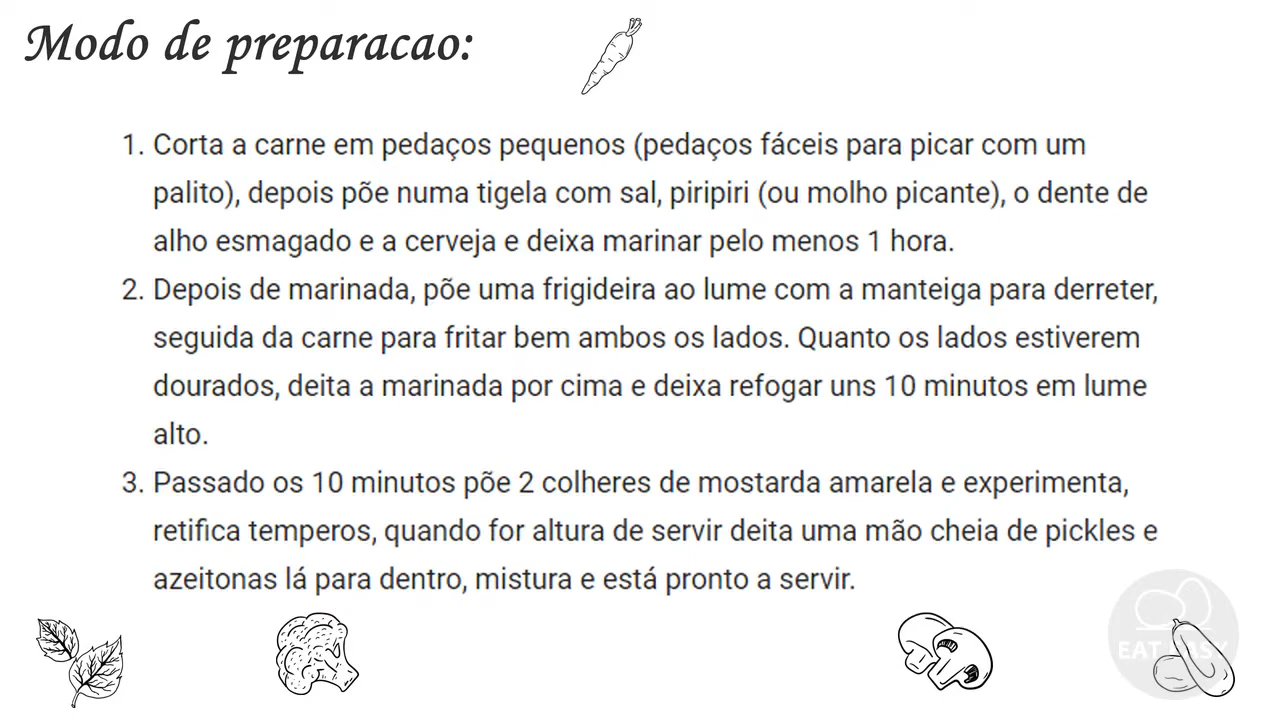 Modo de preparacao:
1. Corta a carne em pedaços pequenos (pedaços fáceis para picar com um
palito), depois põe numa tigela com sal, piripiri (ou molho picante), o dente de
alho esmagado e a cerveja e deixa marinar pelo menos 1 hora.
2. Depois de marinada, põe uma frigideira ao lume com a manteiga para derreter,
seguida da carne para fritar bem ambos os lados. Quanto os lados estiverem
dourados, deita a marinada por cima e deixa refogar uns 10 minutos em lume
alto.
3. Passado os 10 minutos põe 2 colheres de mostarda amarela e experimenta,
retifica temperos, quando for altura de servir deita uma mão cheia de pickles e
azeitonas lá para dentro, mistura e está pronto a servir.
EAT EASY